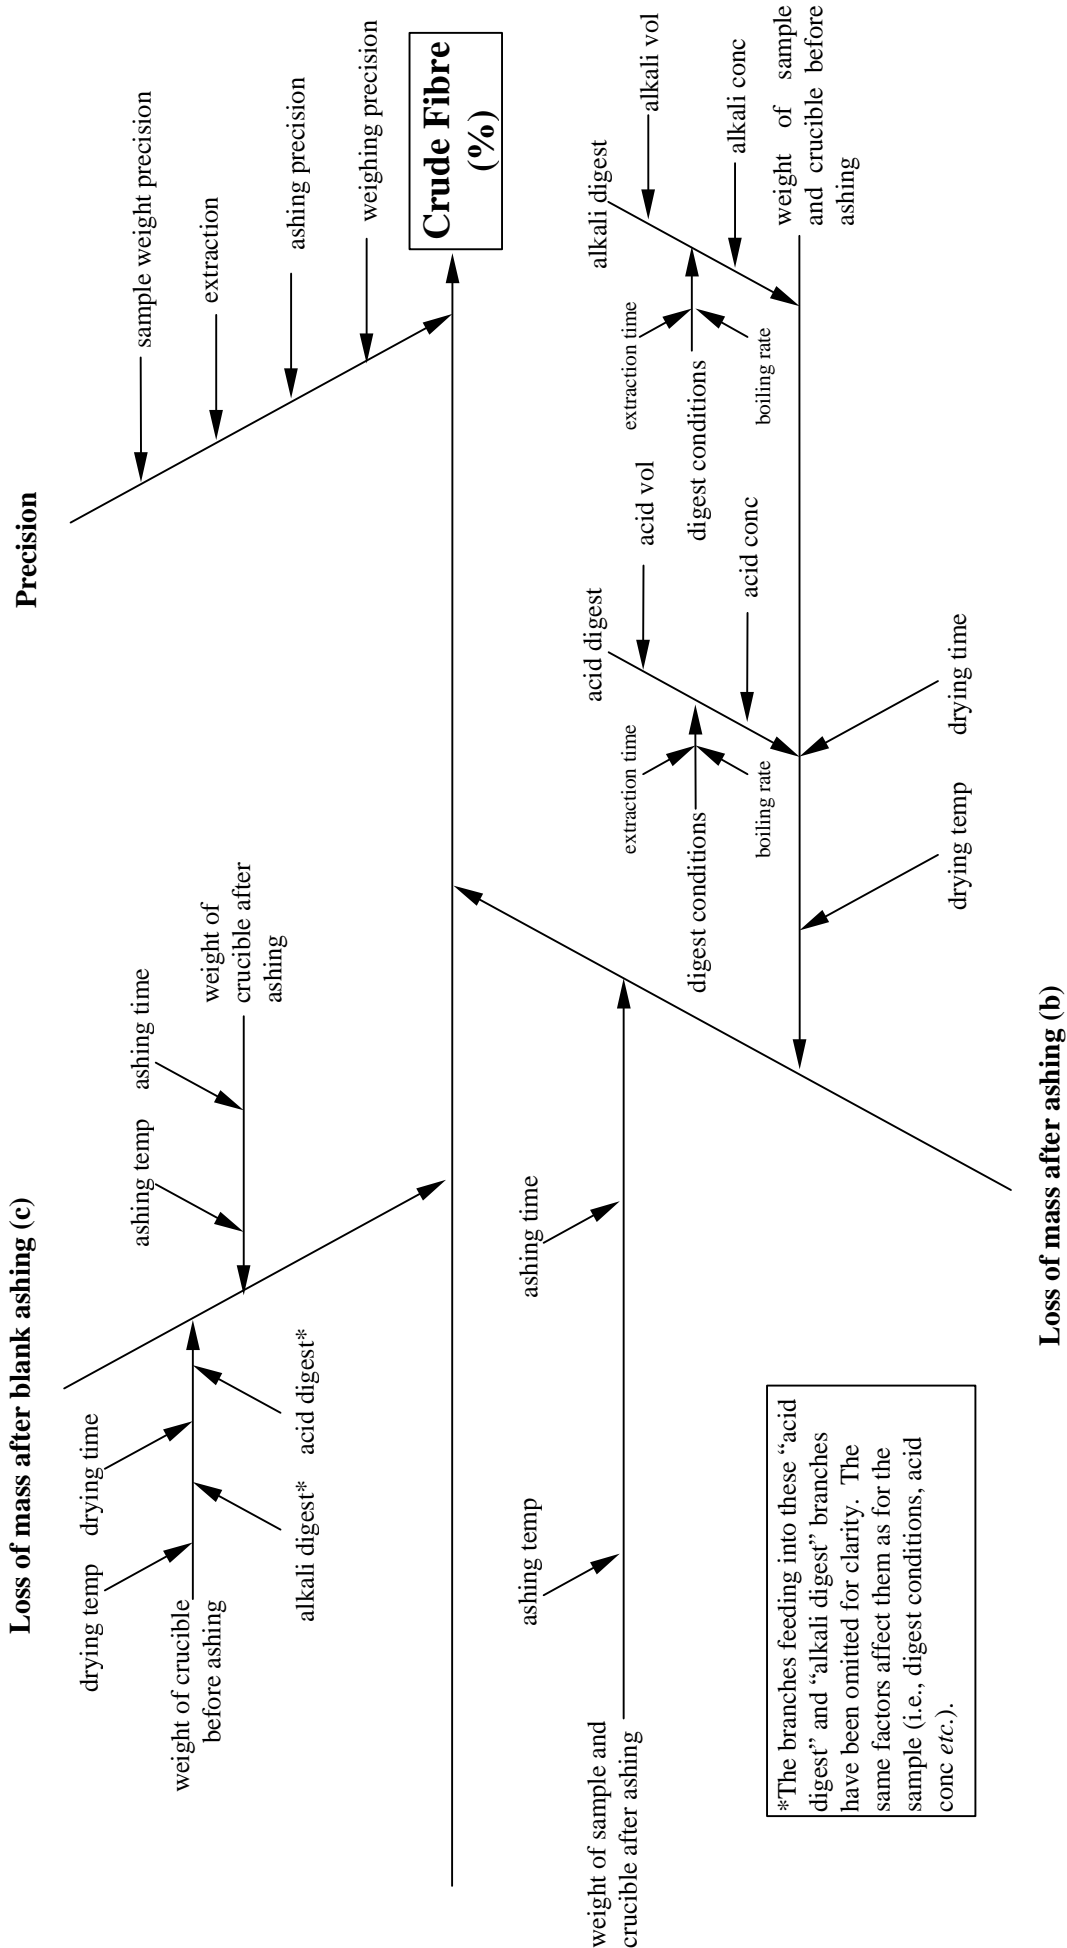 Loss of mass after blank ashing (c)
Precision
drying temp
drying time
weight of crucible
before ashing
alkali digest*
acid digest*
ashing temp
ashing time
weight of
crucible after
ashing
sample weight precision
extraction
ashing precision
weighing precision
Crude Fibre
(%)
ashing temp
ashing time
weight of sample and
crucible after ashing
acid digest
acid vol
extraction time
digest conditions
boiling rate
acid conc
alkali digest
alkali vol
extraction time
digest conditions
boiling rate
alkali conc
weight of sample
and crucible before
ashing
drying temp
drying time
*The branches feeding into these “acid
digest” and “alkali digest” branches
have been omitted for clarity. The
same factors affect them as for the
sample (i.e., digest conditions, acid
conc etc.).
Loss of mass after ashing (b)